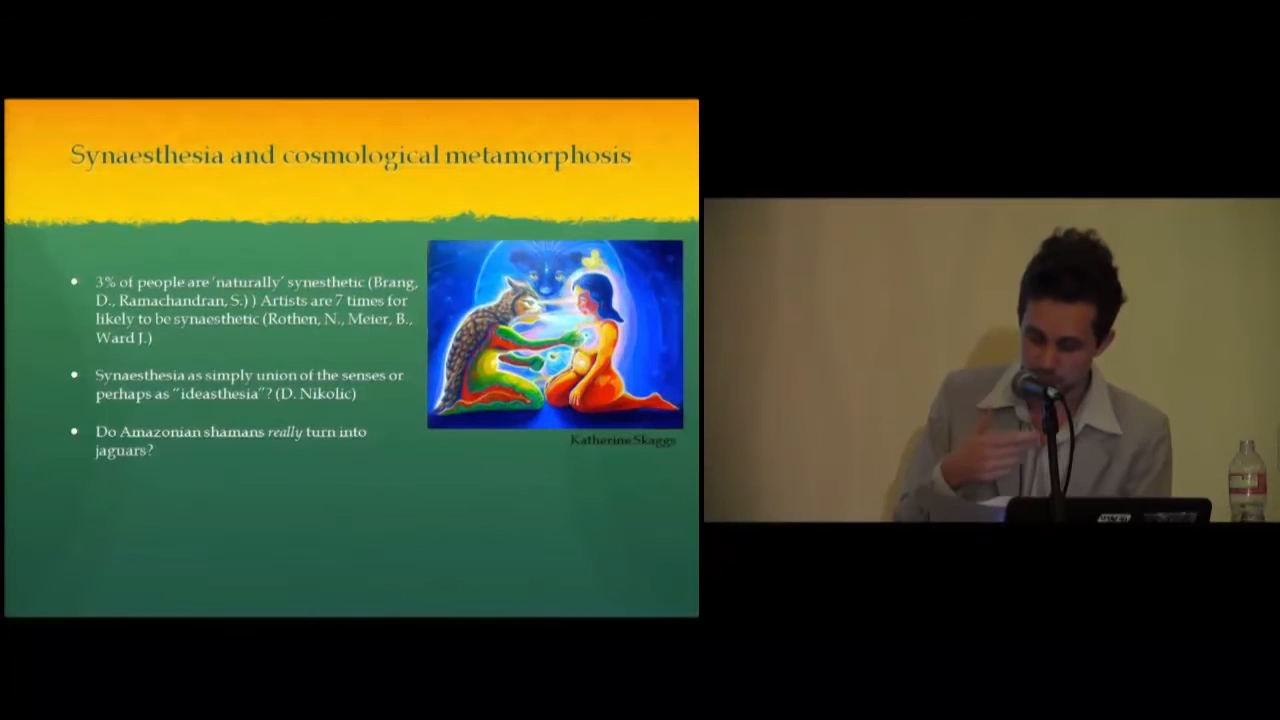 Synaesthesia and cosmological metamorphosis
3% of people are 'naturally' synesthetic (Brang,
D., Ramachandran, S.) ) Artists are 7 times for
likely to be synaesthetic (Rothen, N., Meier, B.,
Ward J.)
Synaesthesia as simply union of the senses or
perhaps as "ideasthesia"? (D. Nikolic)
Do Amazonian shamans really turn into
jaguars?
Katherine Skaggs